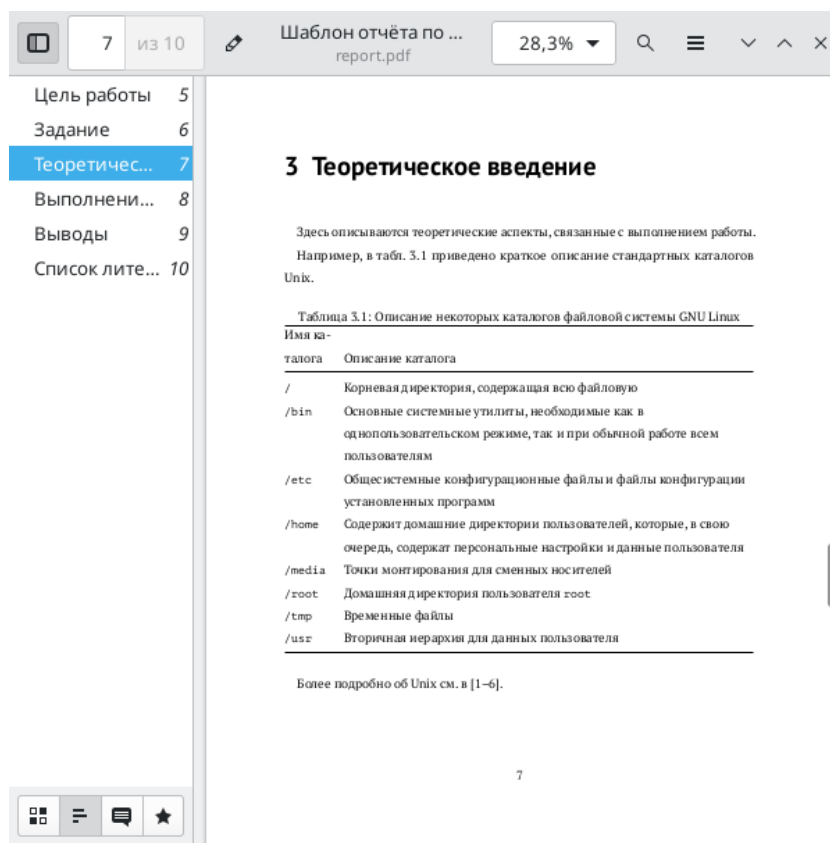 7
из 10
Шаблон отчёта по ...
report.pdf
28,3%
Цель работы 5
Задание 6
Теоретичес... 7
Выполнени... 8
Выводы 9
Список лите... 10
3 Теоретическое введение
Здесь описываются теоретические аспекты, связанные с выполнением работы.
Например, в табл. 3.1 приведено краткое описание стандартных каталогов
Unix.
Таблица 3.1: Описание некоторых каталогов файловой системы GNU Linux
Имя ка-
талога Описание каталога
/ Корневая директория, содержащая всю файловую
/bin Основные системные утилиты, необходимые как в
однопользовательском режиме, так и при обычной работе всем
пользователям
/etc Общесистемные конфигурационные файлы и файлы конфигурации
установленных программ
/home Содержит домашние директории пользователей, которые, в свою
очередь, содержат персональные настройки и данные пользователя
/media Точки монтирования для сменных носителей
/root Домашняя директория пользователя root
/tmp Временные файлы
/usr Вторичная иерархия для данных пользователя
Более подробно об Unix см. в [1–6].
7